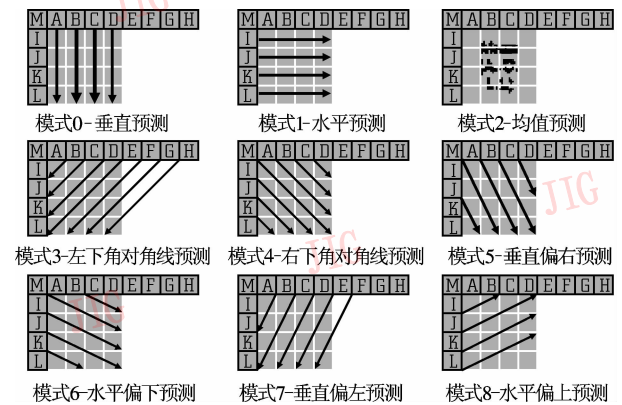 M A B C D E F G H M A B C D E F G H M A B C D E F G H
I I I
J J J
K K K
L L L
模式0-垂直预测 模式1-水平预测 模式2-均值预测
M A B C D E F G H M A B C D E F G H M A B C D E F G H
I I I
J J J
K K K
L L L
模式3-左下角对角线预测 模式4-右下角对角线预测 模式5-垂直偏右预测
M A B C D E F G H M A B C D E F G H M A B C D E F G H
I I I
J J J
K K K
L L L
模式6-水平偏下预测 模式7-垂直偏左预测 模式8-水平偏上预测
JIG
JIG
JIG
JIG